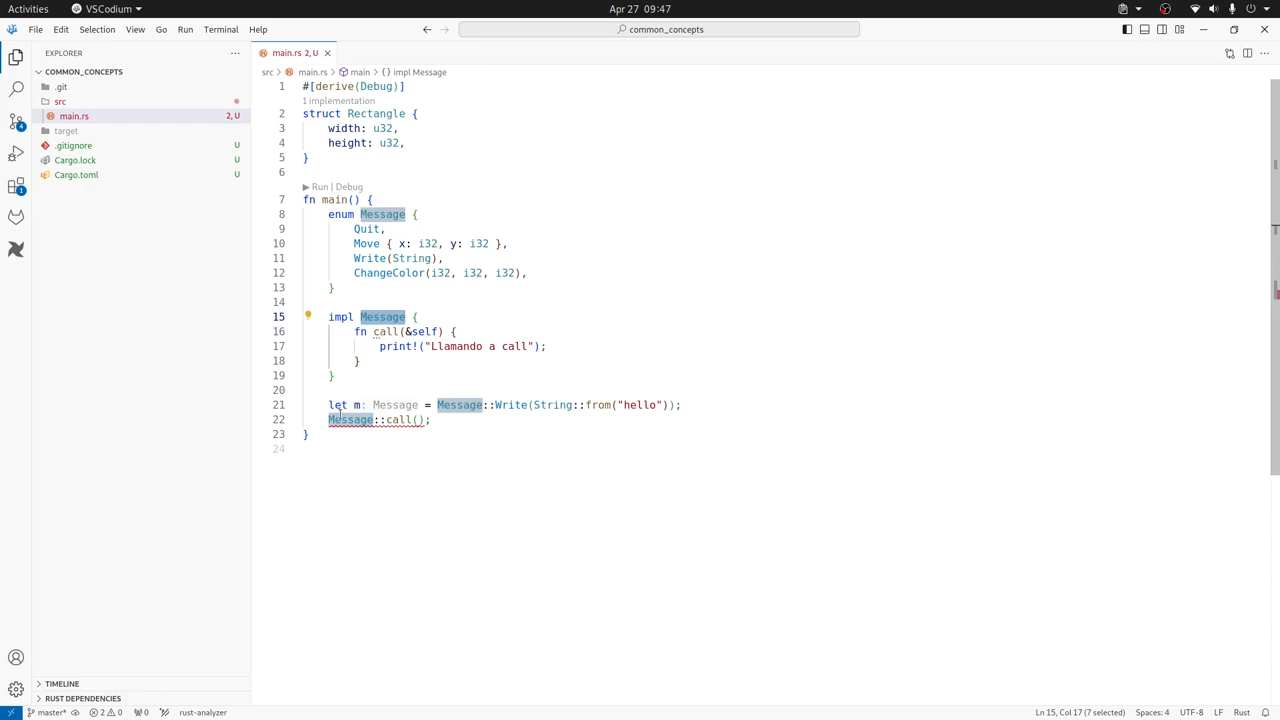 Activities VSCodium Apr 27 09:47
File Edit Selection View Go Run Terminal Help common_concepts
EXPLORER
COMMON_CONCEPTS
.git
src
main.rs 2, U
target
.gitignore U
Cargo.lock U
Cargo.toml U
4
1
TIMELINE
RUST DEPENDENCIES
main.rs 2, U
src main.rs main impl Message
1 #[derive(Debug)]
1 implementation
2 struct Rectangle {
3 width: u32,
4 height: u32,
5 }
6
Run | Debug
7 fn main() {
8 enum Message {
9 Quit,
10 Move { x: i32, y: i32 },
11 Write(String),
12 ChangeColor(i32, i32, i32),
13 }
14
15 impl Message {
16 fn call(&self) {
17 print!("Llamando a call");
18 }
19 }
20
21 let m: Message = Message::Write(String::from("hello"));
22 Message::call();
23 }
24
master* 2 0 0 rust-analyzer Ln 15, Col 17 (7 selected) Spaces: 4 UTF-8 LF Rust